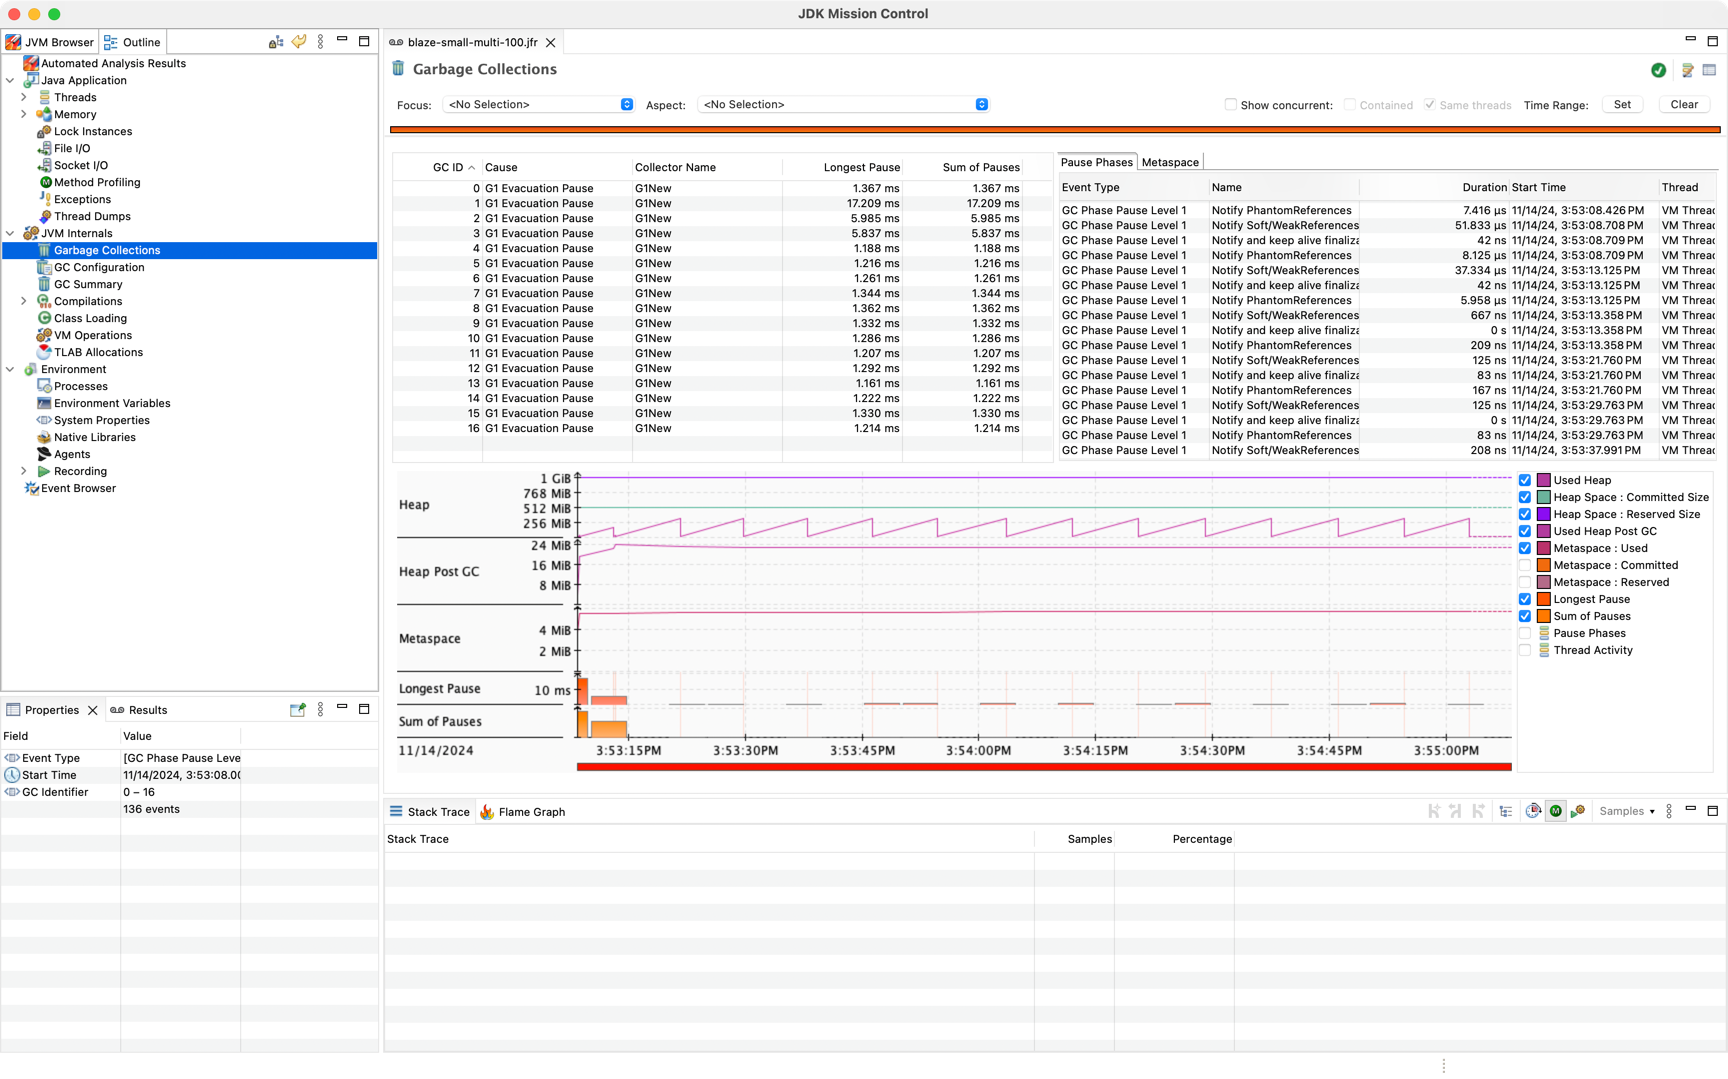 JDK Mission Control
JVM Browser
Outline
Automated Analysis Results
Java Application
Threads
Memory
Lock Instances
File I/O
Socket I/O
Method Profiling
Exceptions
Thread Dumps
JVM Internals
Garbage Collections
GC Configuration
GC Summary
Compilations
Class Loading
VM Operations
TLAB Allocations
Environment
Processes
Environment Variables
System Properties
Native Libraries
Agents
Recording
Event Browser
Properties
Results
Field Value
Event Type [GC Phase Pause Leve
Start Time 11/14/2024, 3:53:08.0
GC Identifier 0 – 16
136 events
blaze-small-multi-100.jfr
Garbage Collections
Focus: <No Selection> Aspect: <No Selection> Show concurrent: Contained Same threads Time Range: Set Clear
GC ID Cause Collector Name Longest Pause Sum of Pauses
0 G1 Evacuation Pause G1New 1.367 ms 1.367 ms
1 G1 Evacuation Pause G1New 17.209 ms 17.209 ms
2 G1 Evacuation Pause G1New 5.985 ms 5.985 ms
3 G1 Evacuation Pause G1New 5.837 ms 5.837 ms
4 G1 Evacuation Pause G1New 1.188 ms 1.188 ms
5 G1 Evacuation Pause G1New 1.216 ms 1.216 ms
6 G1 Evacuation Pause G1New 1.261 ms 1.261 ms
7 G1 Evacuation Pause G1New 1.344 ms 1.344 ms
8 G1 Evacuation Pause G1New 1.362 ms 1.362 ms
9 G1 Evacuation Pause G1New 1.332 ms 1.332 ms
10 G1 Evacuation Pause G1New 1.286 ms 1.286 ms
11 G1 Evacuation Pause G1New 1.207 ms 1.207 ms
12 G1 Evacuation Pause G1New 1.292 ms 1.292 ms
13 G1 Evacuation Pause G1New 1.161 ms 1.161 ms
14 G1 Evacuation Pause G1New 1.222 ms 1.222 ms
15 G1 Evacuation Pause G1New 1.330 ms 1.330 ms
16 G1 Evacuation Pause G1New 1.214 ms 1.214 ms
Pause Phases Metaspace
Event Type Name Duration Start Time Thread
GC Phase Pause Level 1 Notify PhantomReferences 7.416 μs 11/14/24, 3:53:08.426 PM VM Threac
GC Phase Pause Level 1 Notify Soft/WeakReferences 51.833 μs 11/14/24, 3:53:08.708 PM VM Threac
GC Phase Pause Level 1 Notify and keep alive finaliza 42 ns 11/14/24, 3:53:08.709 PM VM Threac
GC Phase Pause Level 1 Notify PhantomReferences 8.125 μs 11/14/24, 3:53:08.709 PM VM Threac
GC Phase Pause Level 1 Notify Soft/WeakReferences 37.334 μs 11/14/24, 3:53:13.125 PM VM Threac
GC Phase Pause Level 1 Notify and keep alive finaliza 42 ns 11/14/24, 3:53:13.125 PM VM Threac
GC Phase Pause Level 1 Notify PhantomReferences 5.958 μs 11/14/24, 3:53:13.125 PM VM Threac
GC Phase Pause Level 1 Notify Soft/WeakReferences 667 ns 11/14/24, 3:53:13.358 PM VM Threac
GC Phase Pause Level 1 Notify and keep alive finaliza 0 s 11/14/24, 3:53:13.358 PM VM Threac
GC Phase Pause Level 1 Notify PhantomReferences 209 ns 11/14/24, 3:53:13.358 PM VM Threac
GC Phase Pause Level 1 Notify Soft/WeakReferences 125 ns 11/14/24, 3:53:21.760 PM VM Threac
GC Phase Pause Level 1 Notify and keep alive finaliza 83 ns 11/14/24, 3:53:21.760 PM VM Threac
GC Phase Pause Level 1 Notify PhantomReferences 167 ns 11/14/24, 3:53:21.760 PM VM Threac
GC Phase Pause Level 1 Notify Soft/WeakReferences 125 ns 11/14/24, 3:53:29.763 PM VM Threac
GC Phase Pause Level 1 Notify and keep alive finaliza 0 s 11/14/24, 3:53:29.763 PM VM Threac
GC Phase Pause Level 1 Notify PhantomReferences 83 ns 11/14/24, 3:53:29.763 PM VM Threac
GC Phase Pause Level 1 Notify Soft/WeakReferences 208 ns 11/14/24, 3:53:37.991 PM VM Threac
1 GiB
768 MiB
Heap
512 MiB
256 MiB
24 MiB
Heap Post GC
16 MiB
8 MiB
Metaspace
4 MiB
2 MiB
Longest Pause 10 ms
Sum of Pauses
11/14/2024 3:53:15PM 3:53:30PM 3:53:45PM 3:54:00PM 3:54:15PM 3:54:30PM 3:54:45PM 3:55:00PM
Used Heap
Heap Space : Committed Size
Heap Space : Reserved Size
Used Heap Post GC
Metaspace : Used
Metaspace : Committed
Metaspace : Reserved
Longest Pause
Sum of Pauses
Pause Phases
Thread Activity
Stack Trace Flame Graph Samples
Stack Trace Samples Percentage